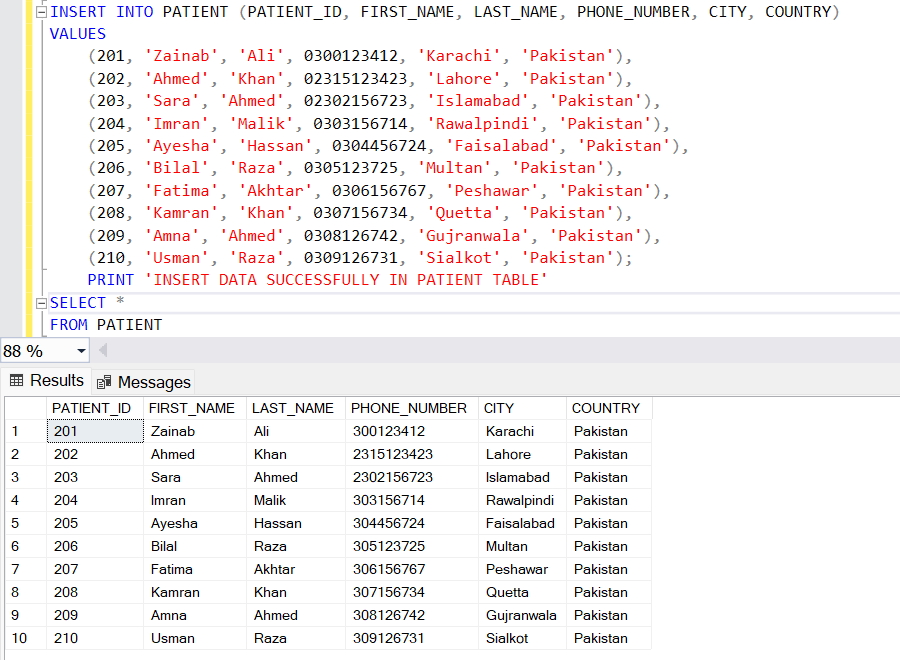 INSERT INTO PATIENT (PATIENT_ID, FIRST_NAME, LAST_NAME, PHONE_NUMBER, CITY, COUNTRY)
VALUES
(201, 'Zainab', 'Ali', 0300123412, 'Karachi', 'Pakistan'),
(202, 'Ahmed', 'Khan', 02315123423, 'Lahore', 'Pakistan'),
(203, 'Sara', 'Ahmed', 02302156723, 'Islamabad', 'Pakistan'),
(204, 'Imran', 'Malik', 0303156714, 'Rawalpindi', 'Pakistan'),
(205, 'Ayesha', 'Hassan', 0304456724, 'Faisalabad', 'Pakistan'),
(206, 'Bilal', 'Raza', 0305123725, 'Multan', 'Pakistan'),
(207, 'Fatima', 'Akhtar', 0306156767, 'Peshawar', 'Pakistan'),
(208, 'Kamran', 'Khan', 0307156734, 'Quetta', 'Pakistan'),
(209, 'Amna', 'Ahmed', 0308126742, 'Gujranwala', 'Pakistan'),
(210, 'Usman', 'Raza', 0309126731, 'Sialkot', 'Pakistan');
PRINT 'INSERT DATA SUCCESSFULLY IN PATIENT TABLE'
SELECT *
FROM PATIENT
88 %
Results Messages
PATIENT_ID FIRST_NAME LAST_NAME PHONE_NUMBER CITY COUNTRY
1 201 Zainab Ali 300123412 Karachi Pakistan
2 202 Ahmed Khan 2315123423 Lahore Pakistan
3 203 Sara Ahmed 2302156723 Islamabad Pakistan
4 204 Imran Malik 303156714 Rawalpindi Pakistan
5 205 Ayesha Hassan 304456724 Faisalabad Pakistan
6 206 Bilal Raza 305123725 Multan Pakistan
7 207 Fatima Akhtar 306156767 Peshawar Pakistan
8 208 Kamran Khan 307156734 Quetta Pakistan
9 209 Amna Ahmed 308126742 Gujranwala Pakistan
10 210 Usman Raza 309126731 Sialkot Pakistan